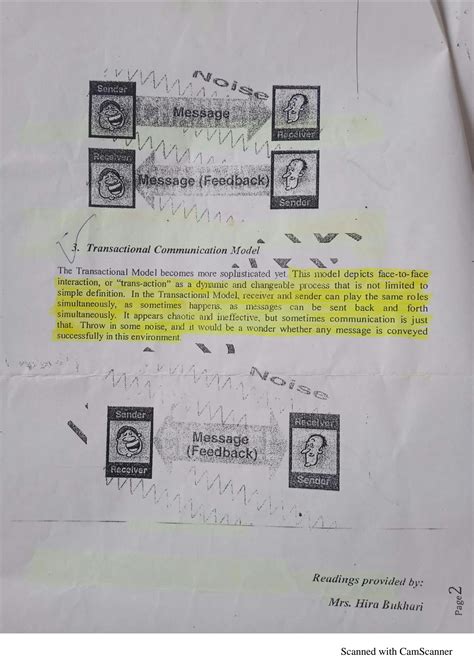 Noise
Sender
Message
Receiver
Receiver
Message (Feedback)
Sender
3. Transactional Communication Model
The Transactional Model becomes more sophisticated yet. This model depicts face-to-face
interaction, or "trans-action" as a dynamic and changeable process that is not limited to
simple definition. In the Transactional Model, receiver and sender can play the same roles
simultaneously, as sometimes happens, as messages can be sent back and forth
simultaneously. It appears chaotic and ineffective, but sometimes communication is just
that. Throw in some noise, and it would be a wonder whether any message is conveyed
successfully in this environment.
Noise
Sender
Receiver
Message
(Feedback)
Receiver
Sender
Readings provided by:
Mrs. Hira Bukhari
Page 2
Scanned with CamScanner